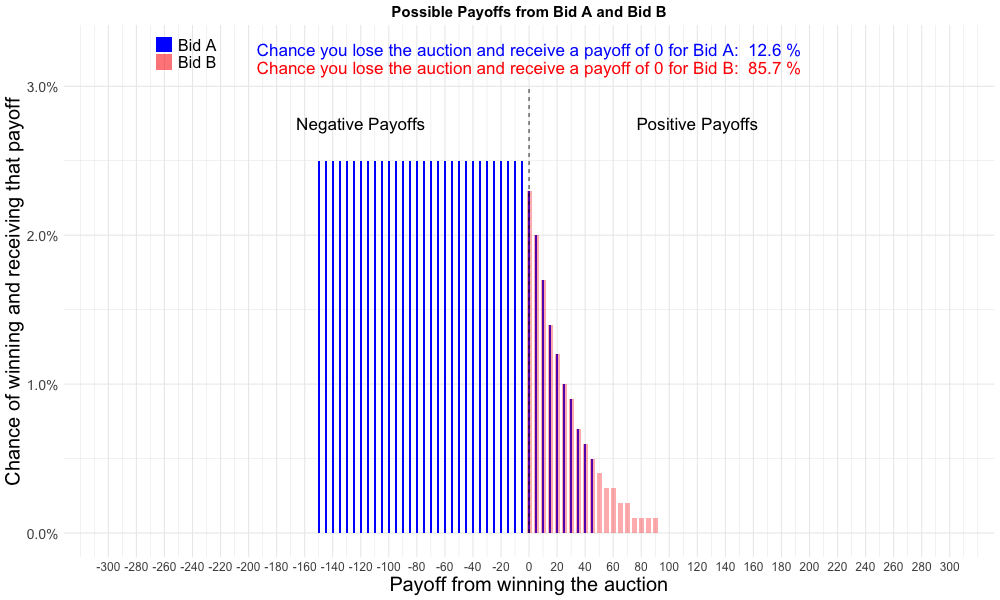 Possible Payoffs from Bid A and Bid B
Bid A
Bid B
Chance you lose the auction and receive a payoff of 0 for Bid A: 12.6 %
Chance you lose the auction and receive a payoff of 0 for Bid B: 85.7 %
Negative Payoffs
Positive Payoffs
Chance of winning and receiving that payoff
3.0%
2.0%
1.0%
0.0%
-300 -280 -260 -240 -220 -200 -180 -160 -150 -140 -120 -100 -80 -60 -40 -20 0 20 40 60 80 100 120 140 160 180 200 220 240 260 280 300
Payoff from winning the auction